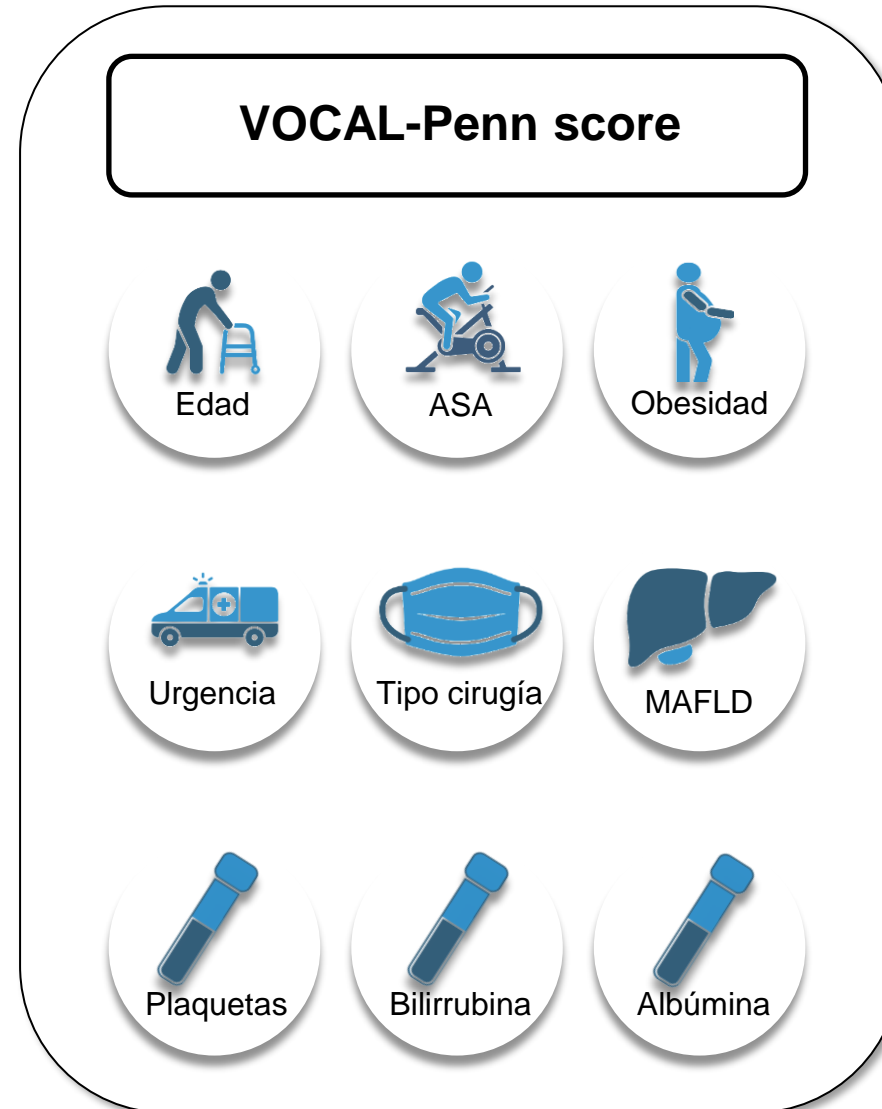 VOCAL-Penn score
Edad
ASA
Obesidad
Urgencia
Tipo cirugía
MAFLD
Plaquetas
Bilirrubina
Albúmina